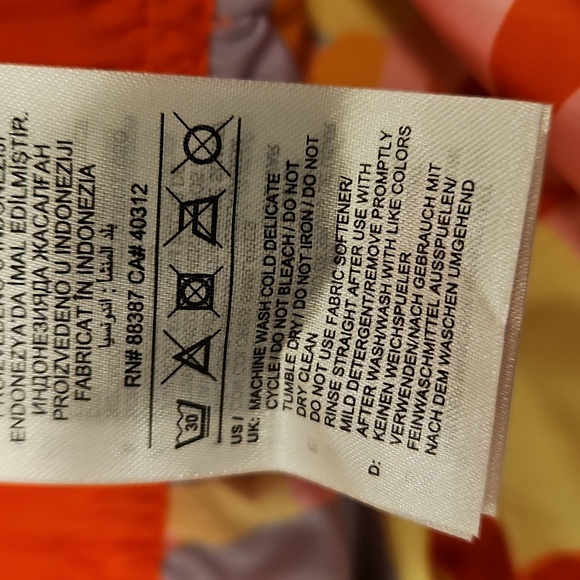 ENDONEZYA'DA İMAL EDİLMİŞTİR.
ИНДОНЕЗИЯДА ЖАСАЛҒАН
PROIZVEDENO U INDONEZIJI
FABRICAT ÎN INDONEZIA
بلد المنشأ: اندونيسيا
RN# 88387 CA# 40312
30
US /
UK: MACHINE WASH COLD DELICATE
CYCLE / DO NOT BLEACH / DO NOT
TUMBLE DRY / DO NOT IRON / DO NOT
DRY CLEAN
DO NOT USE FABRIC SOFTENER/
RINSE STRAIGHT AFTER USE WITH
MILD DETERGENT/REMOVE PROMPTLY
AFTER WASH/WASH WITH LIKE COLORS
D: KEINEN WEICHSPUELER
VERWENDEN/NACH GEBRAUCH MIT
FEINWASCHMITTEL AUSSPUELEN/
NACH DEM WASCHEN UMGEHEND